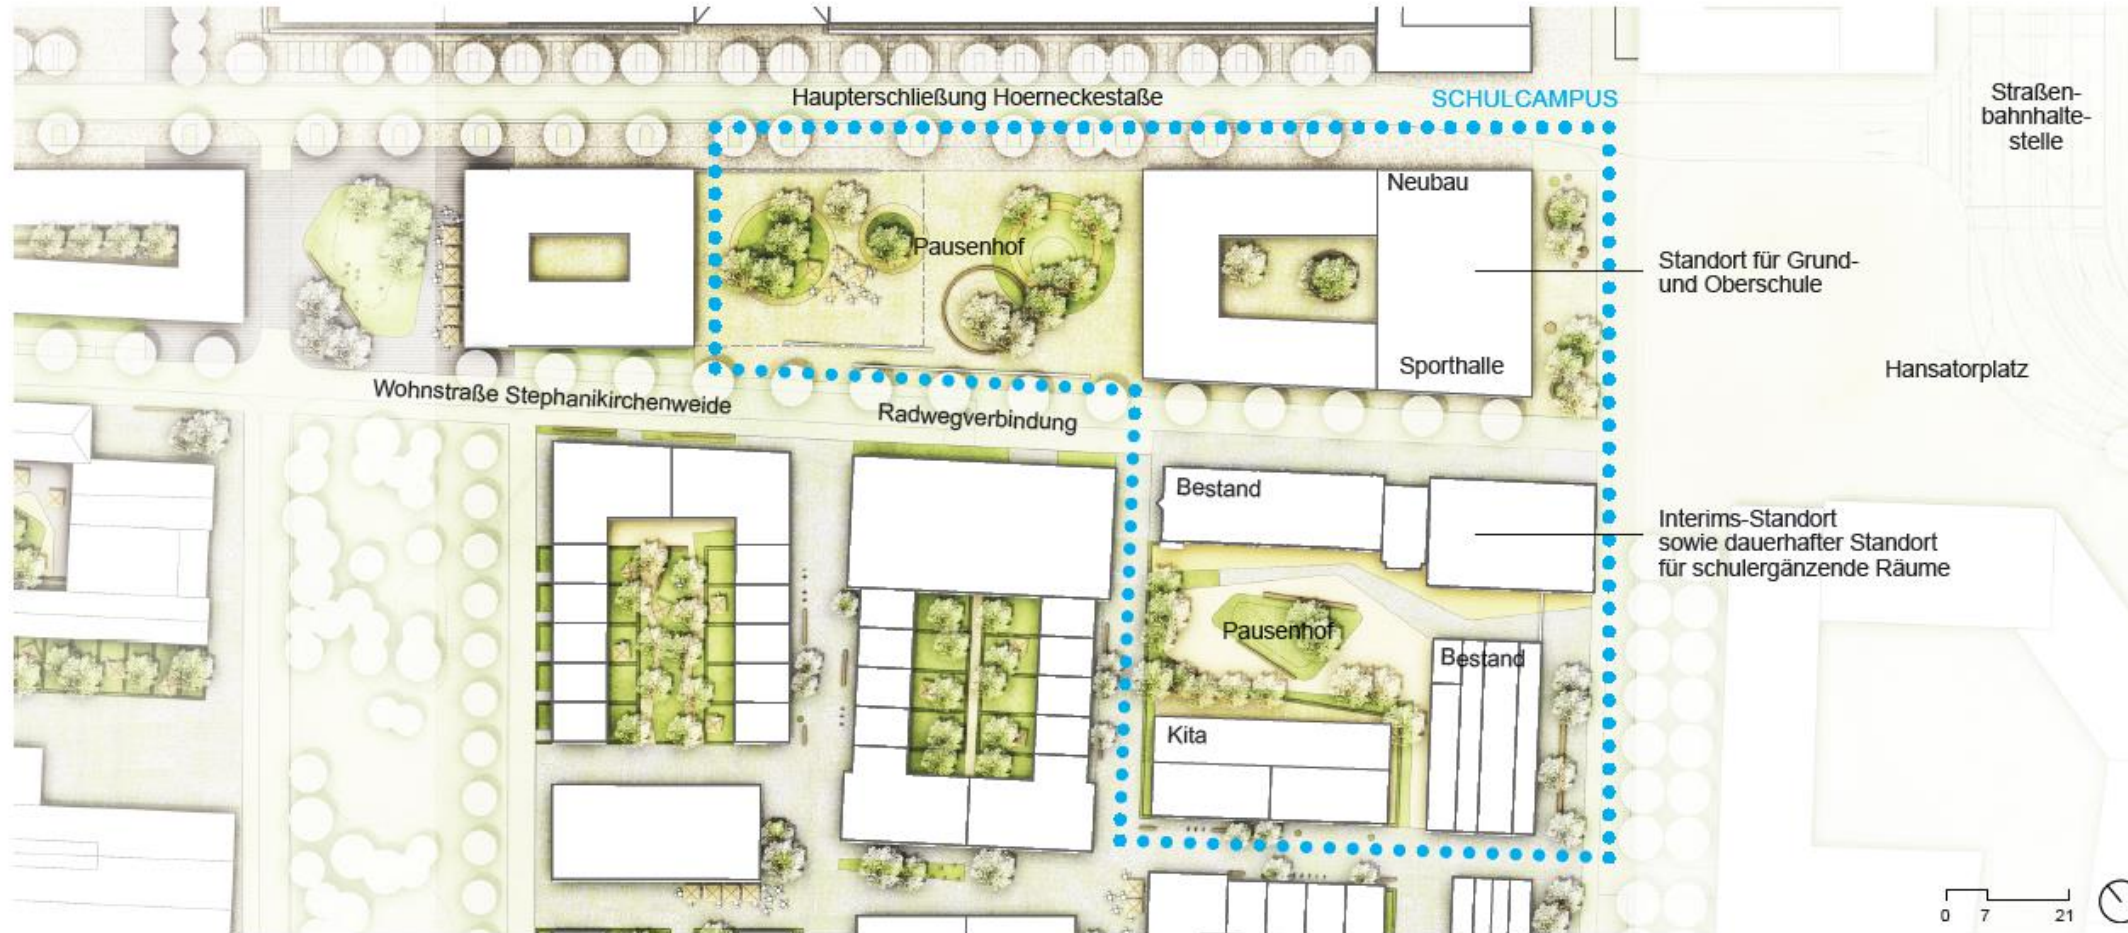 Haupterschließung Hoerneckestaße
SCHULCAMPUS
Straßen-
bahnhalte-
stelle
Neubau
Pausenhof
Standort für Grund-
und Oberschule
Sporthalle
Hansatorplatz
Wohnstraße Stephanikirchenweide
Radwegverbindung
Bestand
Interims-Standort
sowie dauerhafter Standort
für schulergänzende Räume
Pausenhof
Bestand
Kita
0 7 21